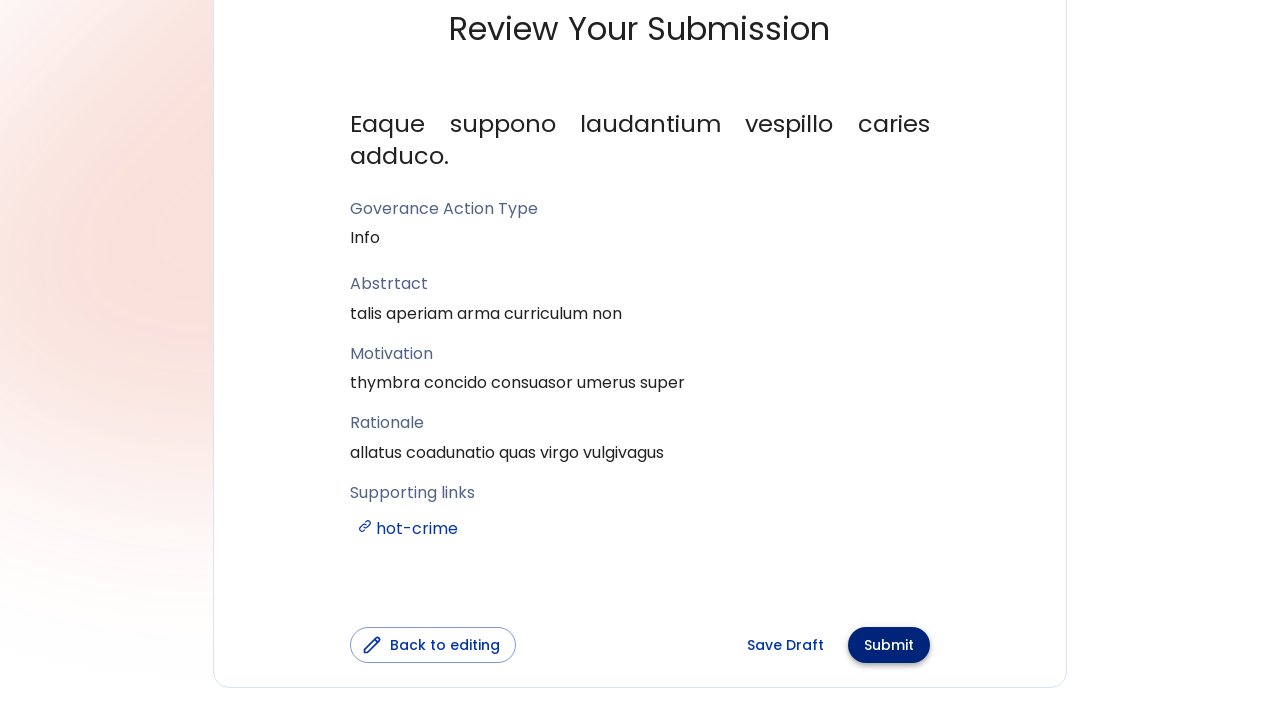 Review Your Submission
Eaque suppono laudantium vespillo caries
adduco.
Goverance Action Type
Info
Abstrtact
talis aperiam arma curriculum non
Motivation
thymbra concido consuasor umerus super
Rationale
allatus coadunatio quas virgo vulgivagus
Supporting links
hot-crime
Back to editing
Save Draft
Submit